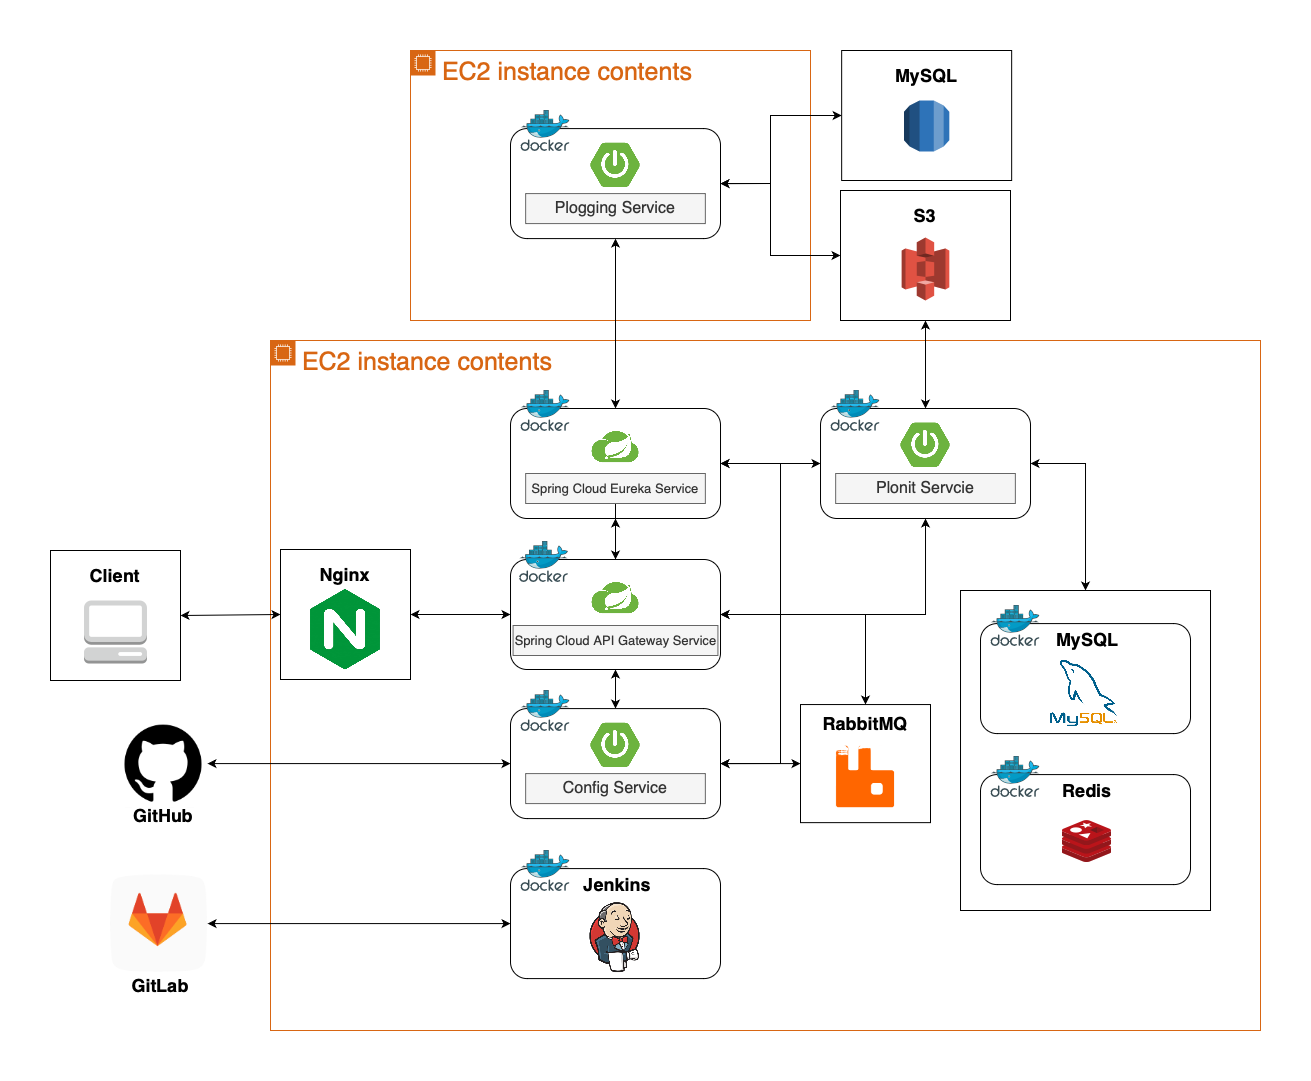 EC2 instance contents
MySQL
docker
Plogging Service
S3
EC2 instance contents
docker
Spring Cloud Eureka Service
docker
Plonit Servcie
Client
Nginx
docker
Spring Cloud API Gateway Service
docker
MySQL
MySQL
docker
Config Service
RabbitMQ
GitHub
docker
Redis
docker
Jenkins
GitLab